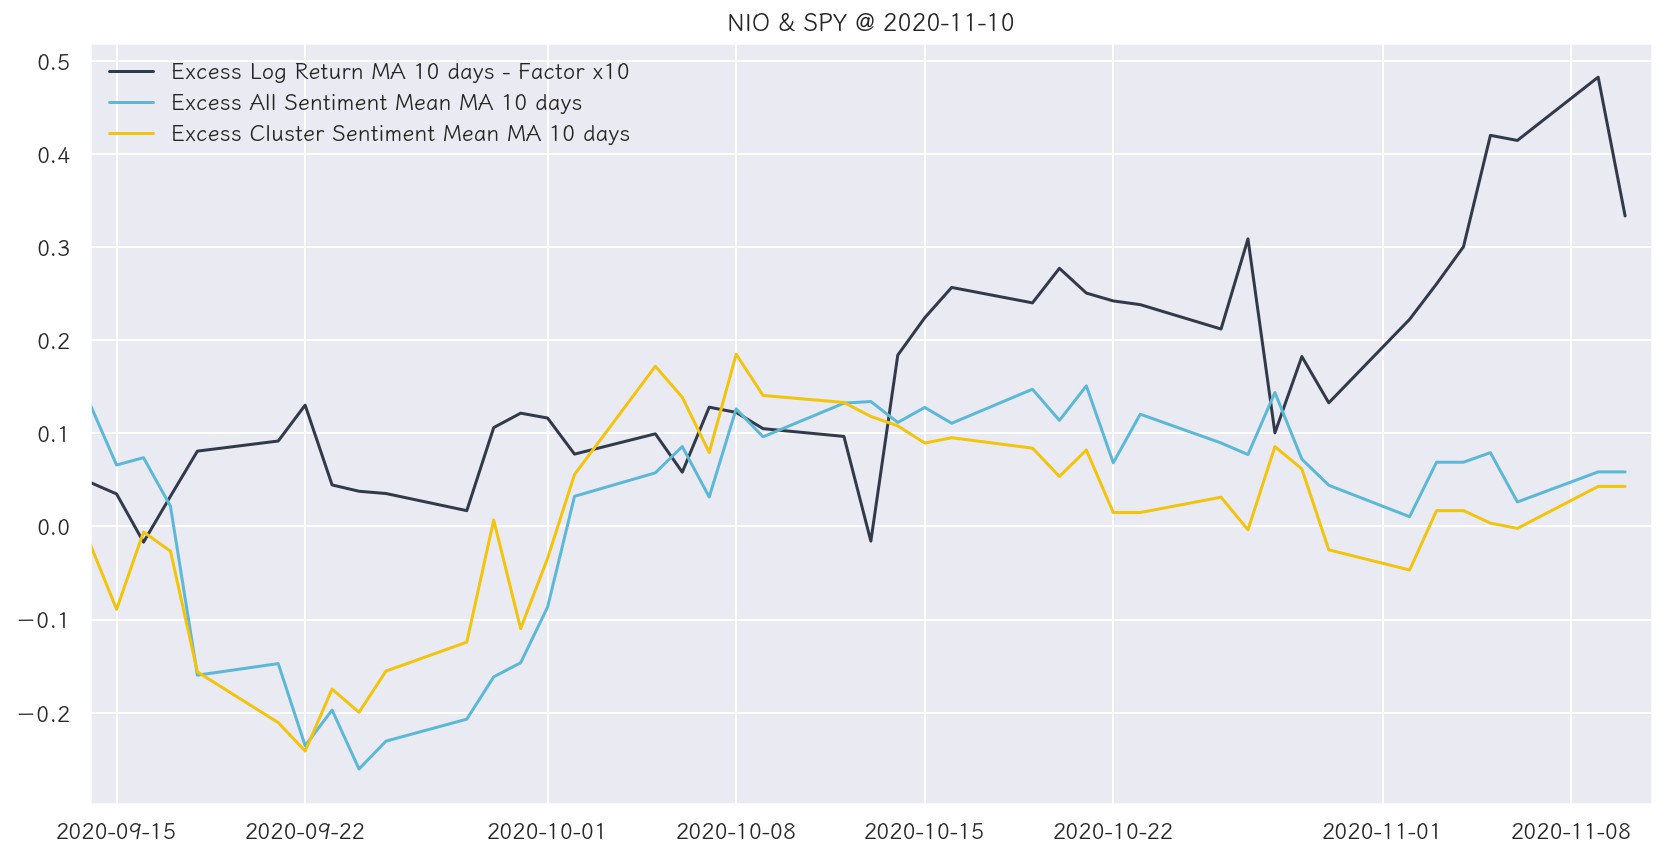 NIO & SPY @ 2020-11-10
Excess Log Return MA 10 days - Factor x10
Excess All Sentiment Mean MA 10 days
Excess Cluster Sentiment Mean MA 10 days
0.5
0.4
0.3
0.2
0.1
0.0
−0.1
−0.2
2020-09-15 2020-09-22 2020-10-01 2020-10-08 2020-10-15 2020-10-22 2020-11-01 2020-11-08